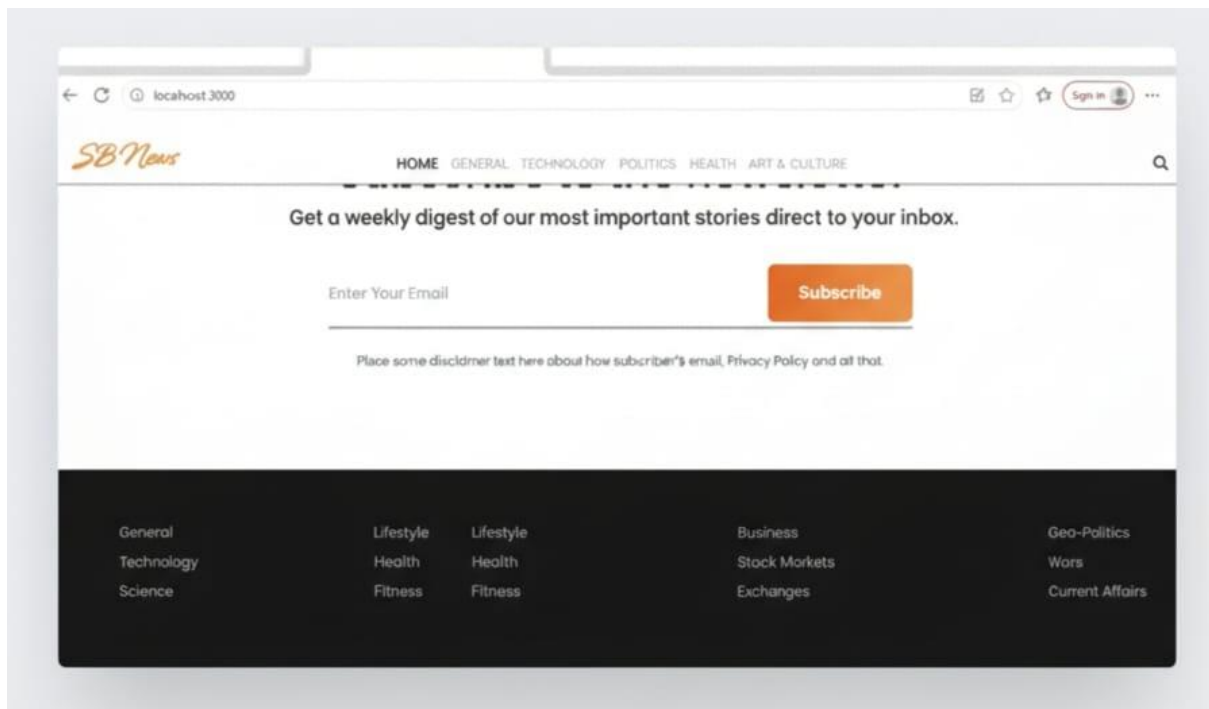 locahost 3000
Sign in
SB News
HOME GENERAL TECHNOLOGY POLITICS HEALTH ART & CULTURE
Get a weekly digest of our most important stories direct to your inbox.
Enter Your Email
Subscribe
Place some discldmer text here about how subscriber's email, Privacy Policy and all that.
General Lifestyle Lifestyle Business Geo-Politics
Technology Health Health Stock Markets Wors
Science Fitness Fitness Exchanges Current Affairs